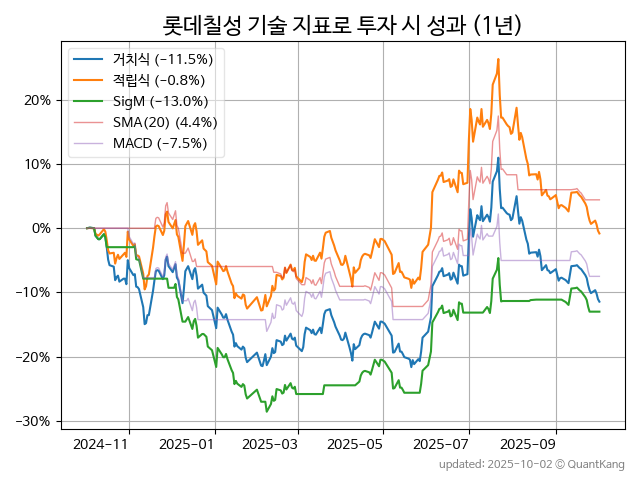 롯데칠성 기술 지표로 투자 시 성과 (1년)
거치식 (−11.5%)
적립식 (−0.8%)
SigM (−13.0%)
SMA(20) (4.4%)
MACD (−7.5%)
20%
10%
0%
−10%
−20%
−30%
2024−11 2025−01 2025−03 2025−05 2025−07 2025−09
updated: 2025-10-02 © QuantKang